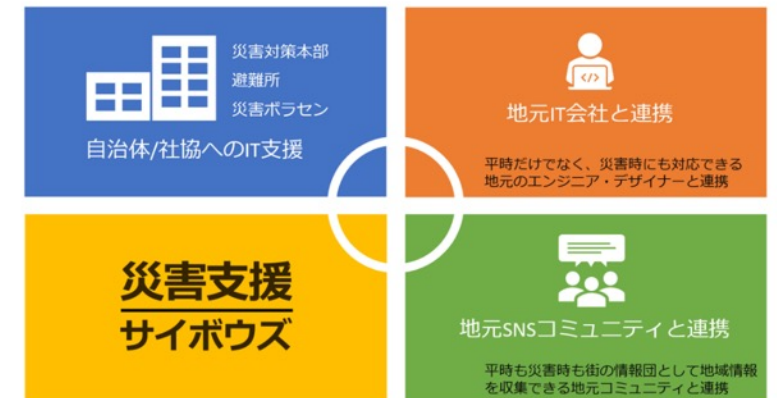 災害対策本部
避難所
災害ボラセン
自治体/社協へのIT支援
</>
地元IT会社と連携
平時だけでなく、災害時にも対応できる
地元のエンジニア・デザイナーと連携
災害支援
サイボウズ
地元SNSコミュニティと連携
平時も災害時も街の情報団として地域情報
を収集できる地元コミュニティと連携